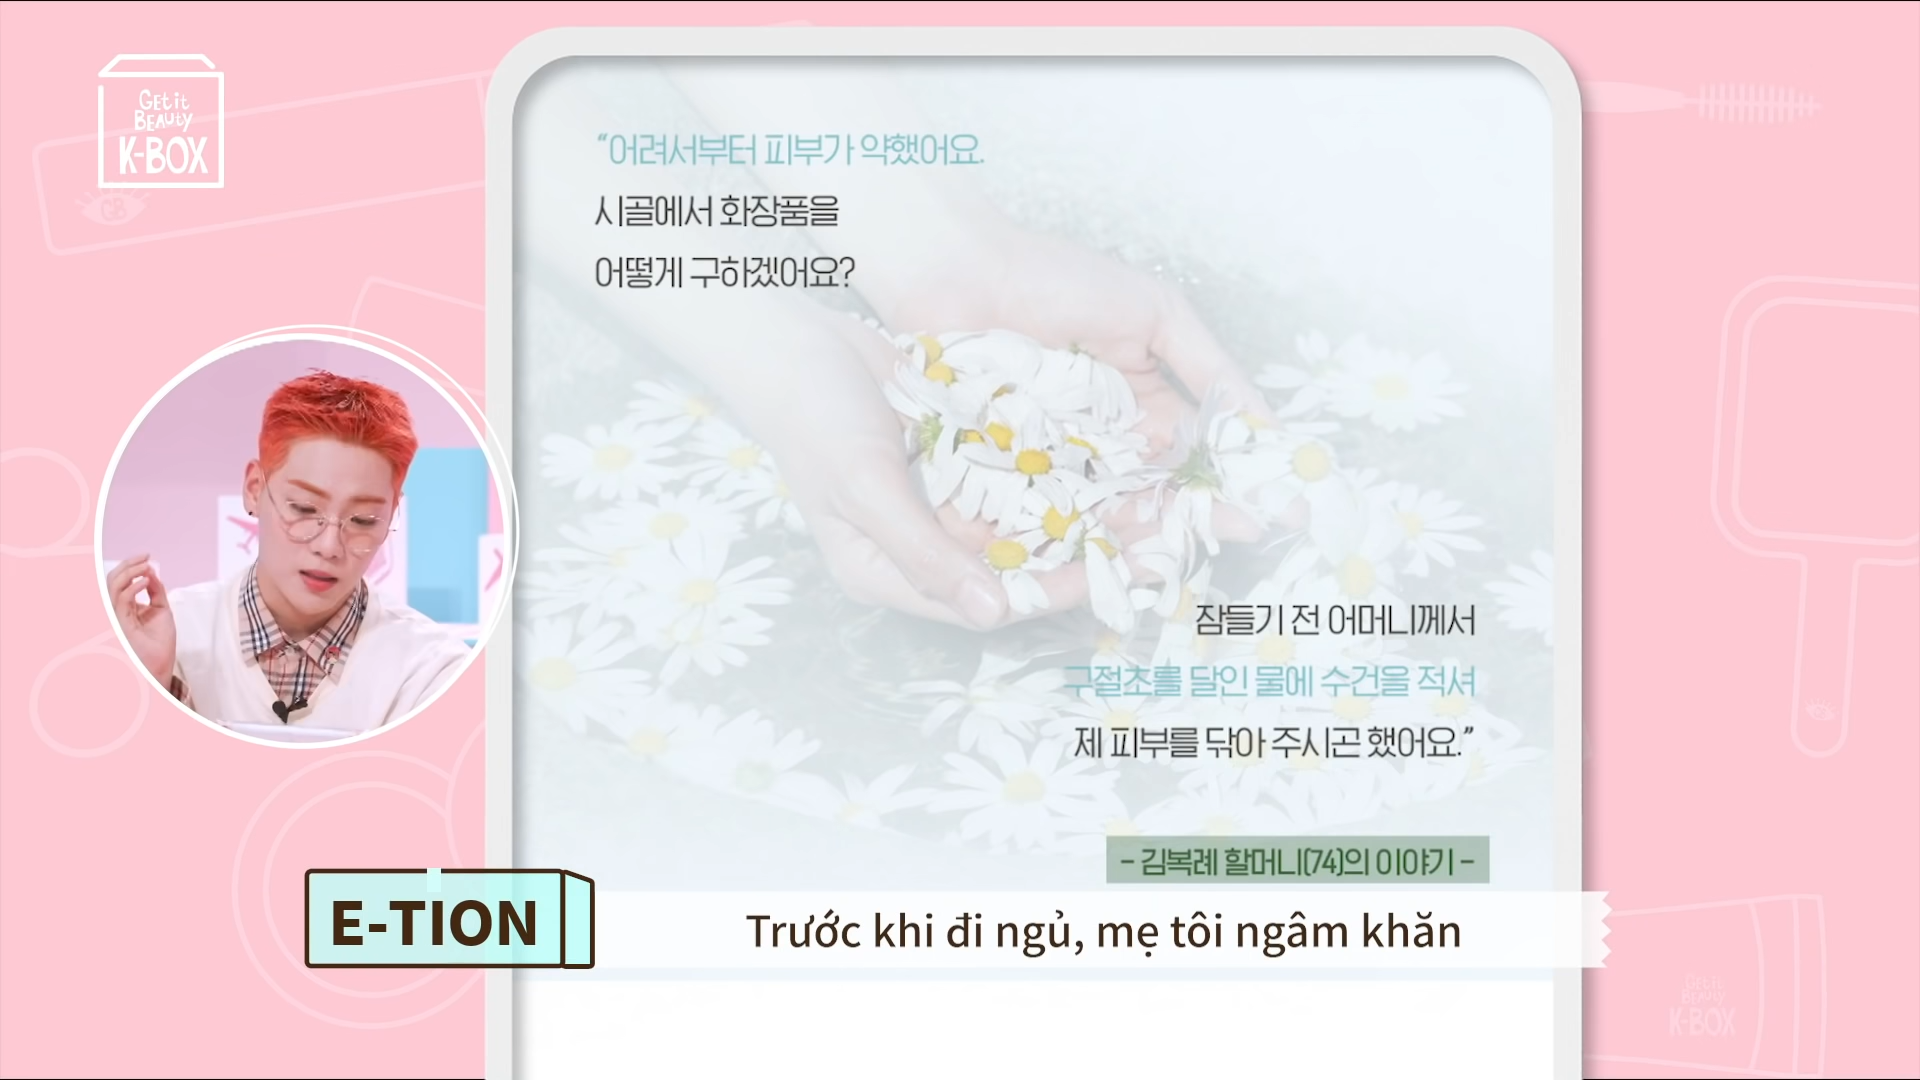 GEt it
BEAuty
K-BOX
“어려서부터 피부가 약했어요.
시골에서 화장품을
어떻게 구하겠어요?
잠들기 전 어머니께서
구절초를 달인 물에 수건을 적셔
제 피부를 닦아 주시곤 했어요.”
- 김복례 할머니(74)의 이야기 -
E-TION
Trước khi đi ngủ, mẹ tôi ngâm khăn
GEt it
BEAuty
K-BOX